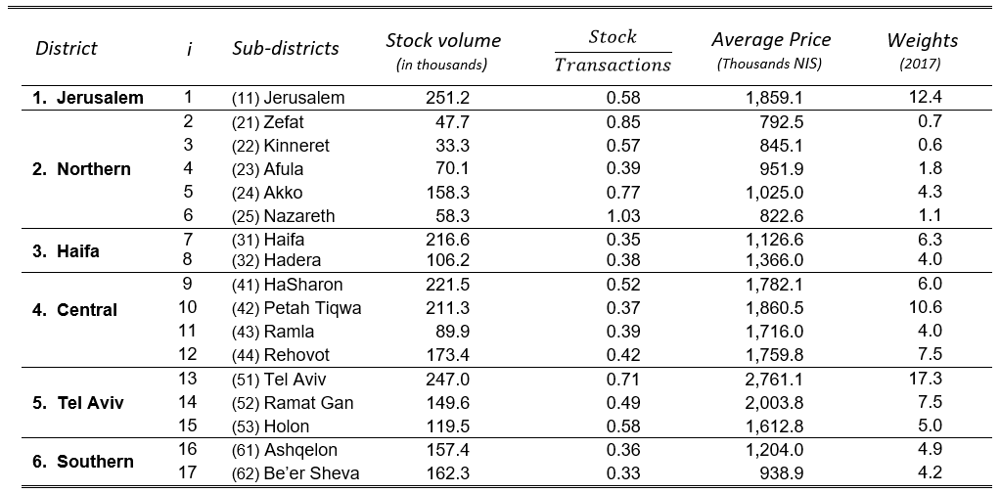 District i Sub-districts Stock volume (in thousands) Stock Transactions Average Price (Thousands NIS) Weights (2017)
1. Jerusalem 1 (11) Jerusalem 251.2 0.58 1,859.1 12.4
2 (21) Zefat 47.7 0.85 792.5 0.7
3 (22) Kinneret 33.3 0.57 845.1 0.6
2. Northern 4 (23) Afula 70.1 0.39 951.9 1.8
5 (24) Akko 158.3 0.77 1,025.0 4.3
6 (25) Nazareth 58.3 1.03 822.6 1.1
3. Haifa 7 (31) Haifa 216.6 0.35 1,126.6 6.3
8 (32) Hadera 106.2 0.38 1,366.0 4.0
9 (41) HaSharon 221.5 0.52 1,782.1 6.0
4. Central 10 (42) Petah Tiqwa 211.3 0.37 1,860.5 10.6
11 (43) Ramla 89.9 0.39 1,716.0 4.0
12 (44) Rehovot 173.4 0.42 1,759.8 7.5
13 (51) Tel Aviv 247.0 0.71 2,761.1 17.3
5. Tel Aviv 14 (52) Ramat Gan 149.6 0.49 2,003.8 7.5
15 (53) Holon 119.5 0.58 1,612.8 5.0
6. Southern 16 (61) Ashqelon 157.4 0.36 1,204.0 4.9
17 (62) Be’er Sheva 162.3 0.33 938.9 4.2